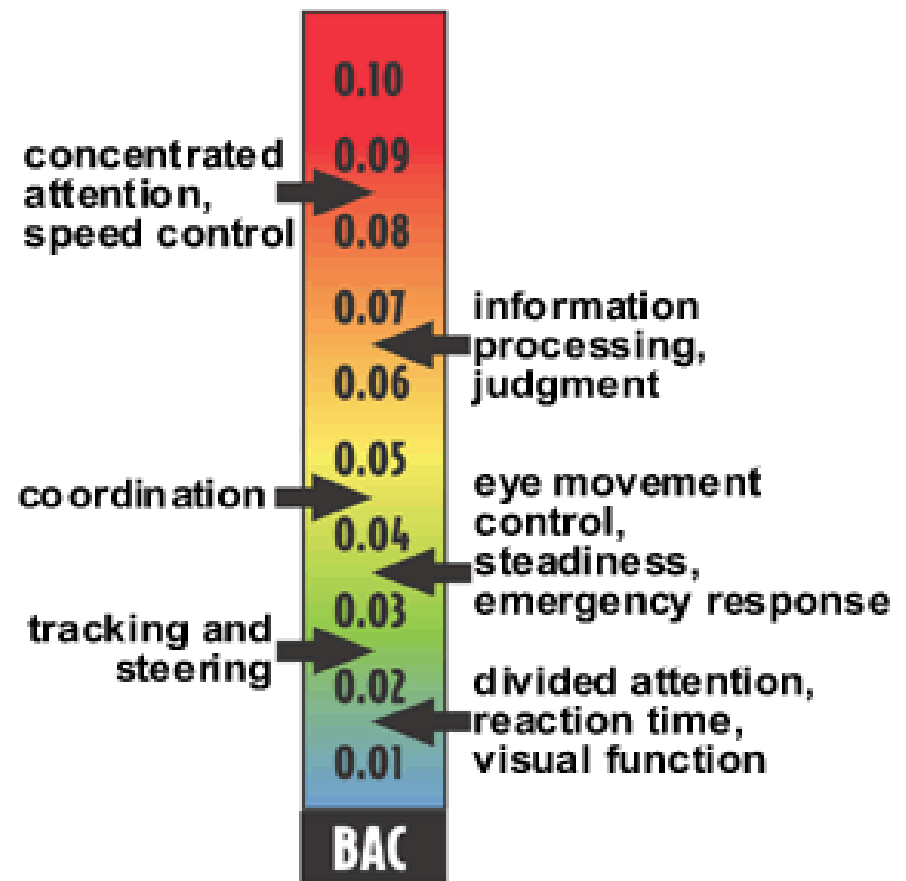 0.10
concentrated
attention,
speed control
0.09
0.08
0.07
information
processing,
judgment
0.06
0.05
coordination
eye movement
control,
steadiness,
emergency response
0.04
0.03
tracking and
steering
0.02
divided attention,
reaction time,
visual function
0.01
BAC